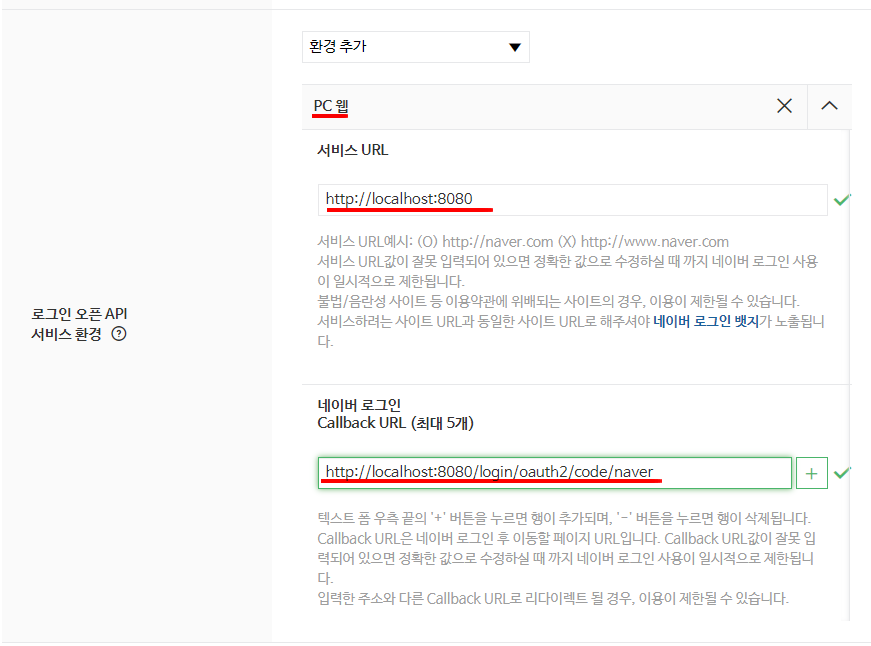 환경 추가
PC 웹
서비스 URL
http://localhost:8080
서비스 URL예시: (O) http://naver.com (X) http://www.naver.com
서비스 URL값이 잘못 입력되어 있으면 정확한 값으로 수정하실 때 까지 네이버 로그인 사용
이 일시적으로 제한됩니다.
불법/음란성 사이트 등 이용약관에 위배되는 사이트의 경우, 이용이 제한될 수 있습니다.
서비스하려는 사이트 URL과 동일한 사이트 URL로 해주셔야 네이버 로그인 뱃지가 노출됩니
다.
로그인 오픈 API
서비스 환경 ?
네이버 로그인
Callback URL (최대 5개)
http://localhost:8080/login/oauth2/code/naver
+
텍스트 폼 우측 끝의 '+' 버튼을 누르면 행이 추가되며, '-' 버튼을 누르면 행이 삭제됩니다.
Callback URL은 네이버 로그인 후 이동할 페이지 URL입니다. Callback URL값이 잘못 입
력되어 있으면 정확한 값으로 수정하실 때 까지 네이버 로그인 사용이 일시적으로 제한됩니
다.
입력한 주소와 다른 Callback URL로 리다이렉트 될 경우, 이용이 제한될 수 있습니다.